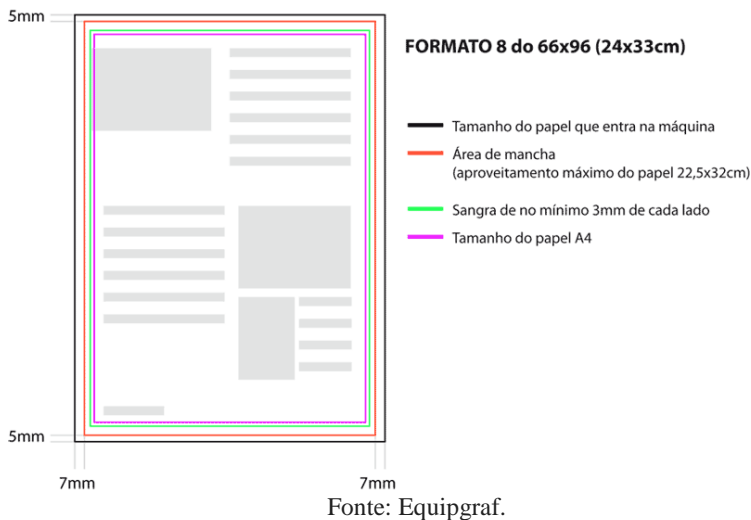 5mm
FORMATO 8 do 66x96 (24x33cm)
Tamanho do papel que entra na máquina
Área de mancha
(aproveitamento máximo do papel 22,5x32cm)
Sangra de no mínimo 3mm de cada lado
Tamanho do papel A4
5mm
7mm 7mm
Fonte: Equipgraf.